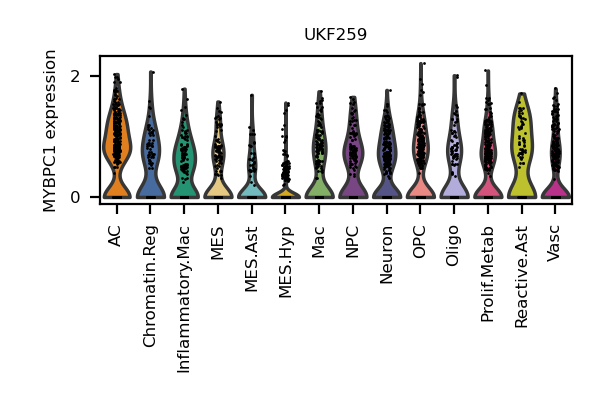 UKF259
MYBPC1 expression
2
0
AC
Chromatin.Reg
Inflammatory.Mac
MES
MES.Ast
MES.Hyp
Mac
NPC
Neuron
OPC
Oligo
Prolif.Metab
Reactive.Ast
Vasc